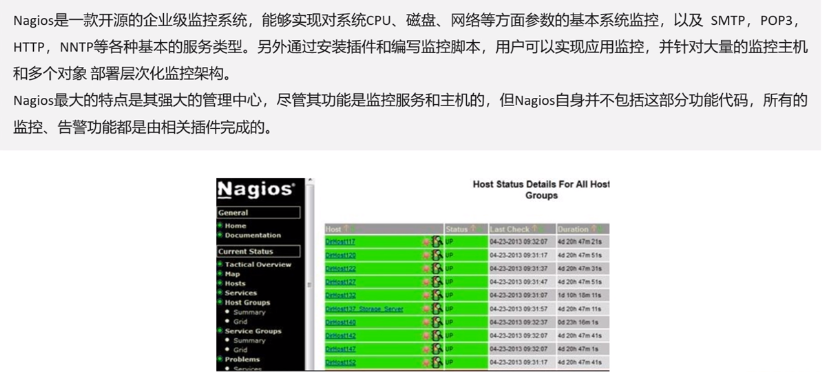 Nagios是一款开源的企业级监控系统，能够实现对系统CPU、磁盘、网络等方面参数的基本系统监控，以及 SMTP，POP3，
HTTP，NNTP等各种基本的服务类型。另外通过安装插件和编写监控脚本，用户可以实现应用监控，并针对大量的监控主机
和多个对象 部署层次化监控架构。
Nagios最大的特点是其强大的管理中心，尽管其功能是监控服务和主机的，但Nagios自身并不包括这部分功能代码，所有的
监控、告警功能都是由相关插件完成的。
Nagios®
General
Home
Documentation
Current Status
Tactical Overview
Map
Hosts
Services
Host Groups
Summary
Grid
Service Groups
Summary
Grid
Problems
Services
Host Status Details For All Host
Groups
Host Status Last Check Duration
DirHost117 UP 04-23-2013 09:32:07 4d 20h 47m 21s
DirHost120 UP 04-23-2013 09:31:17 4d 20h 47m 51s
DirHost122 UP 04-23-2013 09:31:37 4d 20h 47m 31s
DirHost127 UP 04-23-2013 09:31:47 4d 20h 47m 51s
DirHost132 UP 04-23-2013 09:31:07 1d 10h 18m 11s
DirHost137_Storage_Server UP 04-23-2013 09:31:57 4d 20h 47m 11s
DirHost140 UP 04-23-2013 09:32:37 0d 23h 16m 1s
DirHost142 UP 04-23-2013 09:32:07 4d 20h 47m 41s
DirHost147 UP 04-23-2013 09:32:27 4d 20h 47m 1s
DirHost152 UP 04-23-2013 09:31:17 4d 20h 47m 41s